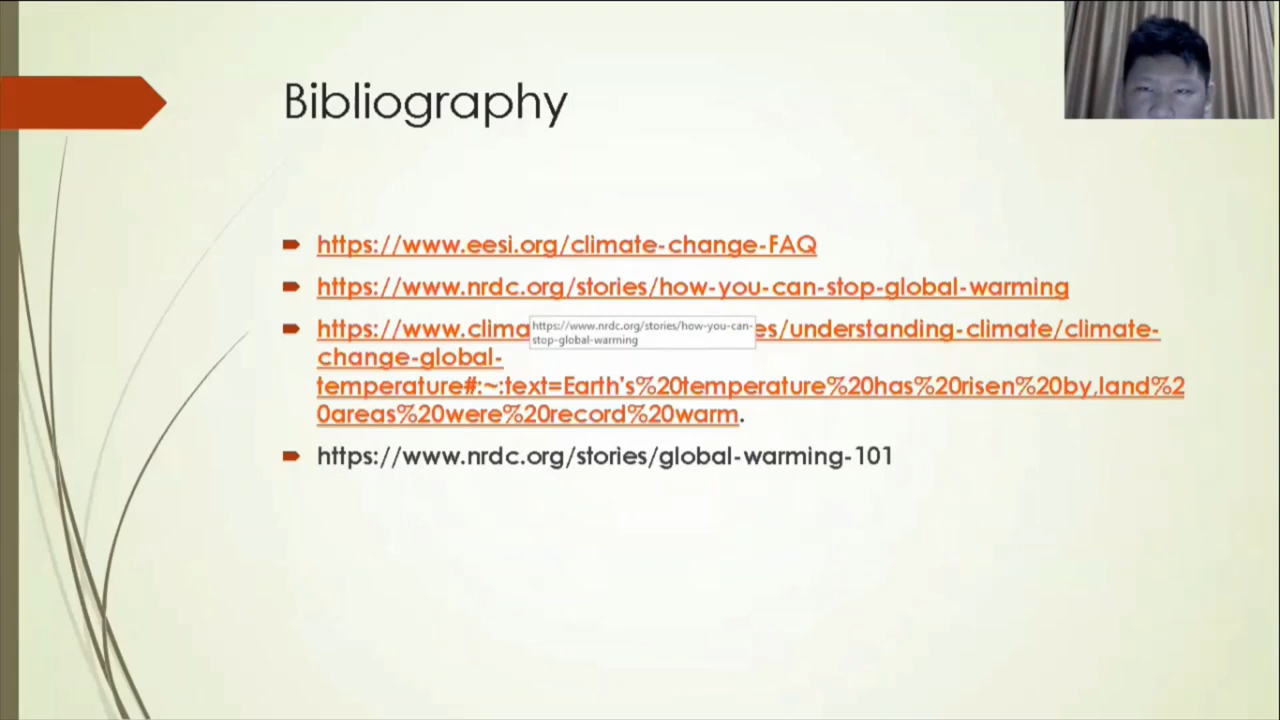 Bibliography
https://www.eesi.org/climate-change-FAQ
https://www.nrdc.org/stories/how-you-can-stop-global-warming
https://www.clima es/understanding-climate/climate-
https://www.nrdc.org/stories/how-you-can-
stop-global-warming
change-global-
temperature#:~:text=Earth's%20temperature%20has%20risen%20by,land%2
0areas%20were%20record%20warm.
https://www.nrdc.org/stories/global-warming-101